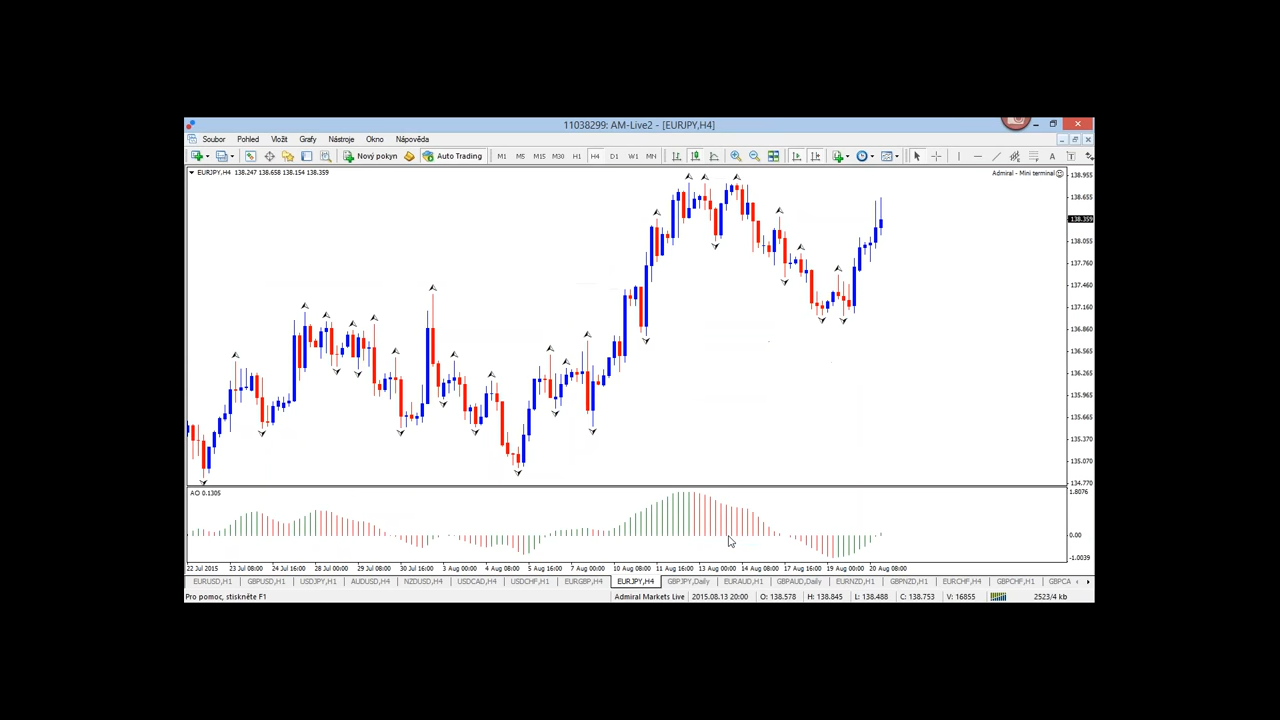 11038299: AM-Live2 - [EURJPY,H4]
Soubor Pohled Vložit Grafy Nástroje Okno Nápověda
Nový pokyn Auto Trading M1 M5 M15 M30 H1 H4 D1 W1 MN A T
EURJPY,H4 138.247 138.658 138.154 138.359
Admiral - Mini terminal
138.955
138.655
138.359
138.055
137.760
137.460
137.160
136.860
136.565
136.265
135.965
135.665
135.370
135.070
134.770
AO 0.1305
1.8076
0.00
-1.0039
22 Jul 2015 23 Jul 08:00 24 Jul 16:00 28 Jul 00:00 29 Jul 08:00 30 Jul 16:00 3 Aug 00:00 4 Aug 08:00 5 Aug 16:00 7 Aug 00:00 10 Aug 08:00 11 Aug 16:00 13 Aug 00:00 14 Aug 08:00 17 Aug 16:00 19 Aug 00:00 20 Aug 08:00
EURUSD,H1 GBPUSD,H1 USDJPY,H1 AUDUSD,H4 NZDUSD,H4 USDCAD,H4 USDCHF,H1 EURGBP,H4 EURJPY,H4 GBPJPY,Daily EURAUD,H1 GBPAUD,Daily EURNZD,H1 GBPNZD,H1 EURCHF,H4 GBPCHF,H1 GBPCA
Pro pomoc, stiskněte F1
Admiral Markets Live 2015.08.13 20:00 O: 138.578 H: 138.845 L: 138.488 C: 138.753 V: 16855 2523/4 kb